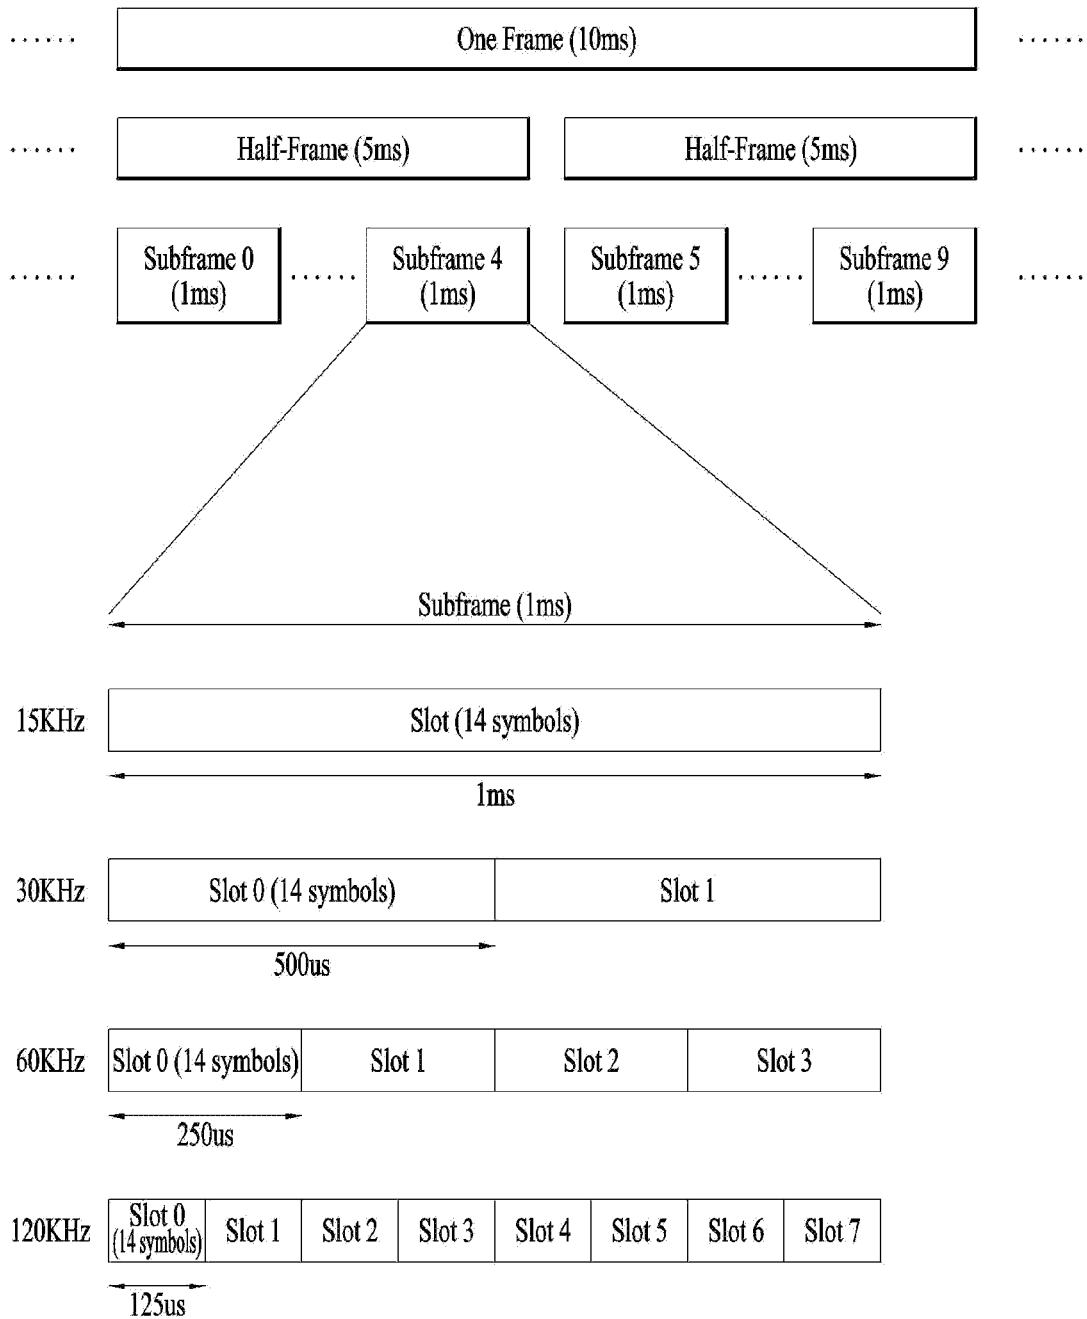 One Frame (10ms)
Half-Frame (5ms)
Half-Frame (5ms)
Subframe 0
(1ms)
Subframe 4
(1ms)
Subframe 5
(1ms)
Subframe 9
(1ms)
Subframe (1ms)
15KHz
Slot (14 symbols)
1ms
30KHz
Slot 0 (14 symbols)
Slot 1
500us
60KHz
Slot 0 (14 symbols)
Slot 1
Slot 2
Slot 3
250us
120KHz
Slot 0
(14 symbols)
Slot 1
Slot 2
Slot 3
Slot 4
Slot 5
Slot 6
Slot 7
125us